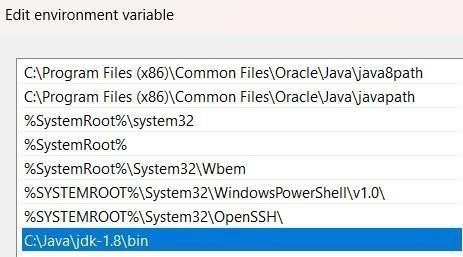 Edit environment variable
C:\Program Files (x86)\Common Files\Oracle\Java\java8path
C:\Program Files (x86)\Common Files\Oracle\Java\javapath
%SystemRoot%\system32
%SystemRoot%
%SystemRoot%\System32\Wbem
%SYSTEMROOT%\System32\WindowsPowerShell\v1.0\
%SYSTEMROOT%\System32\OpenSSH\
C:\Java\jdk-1.8\bin